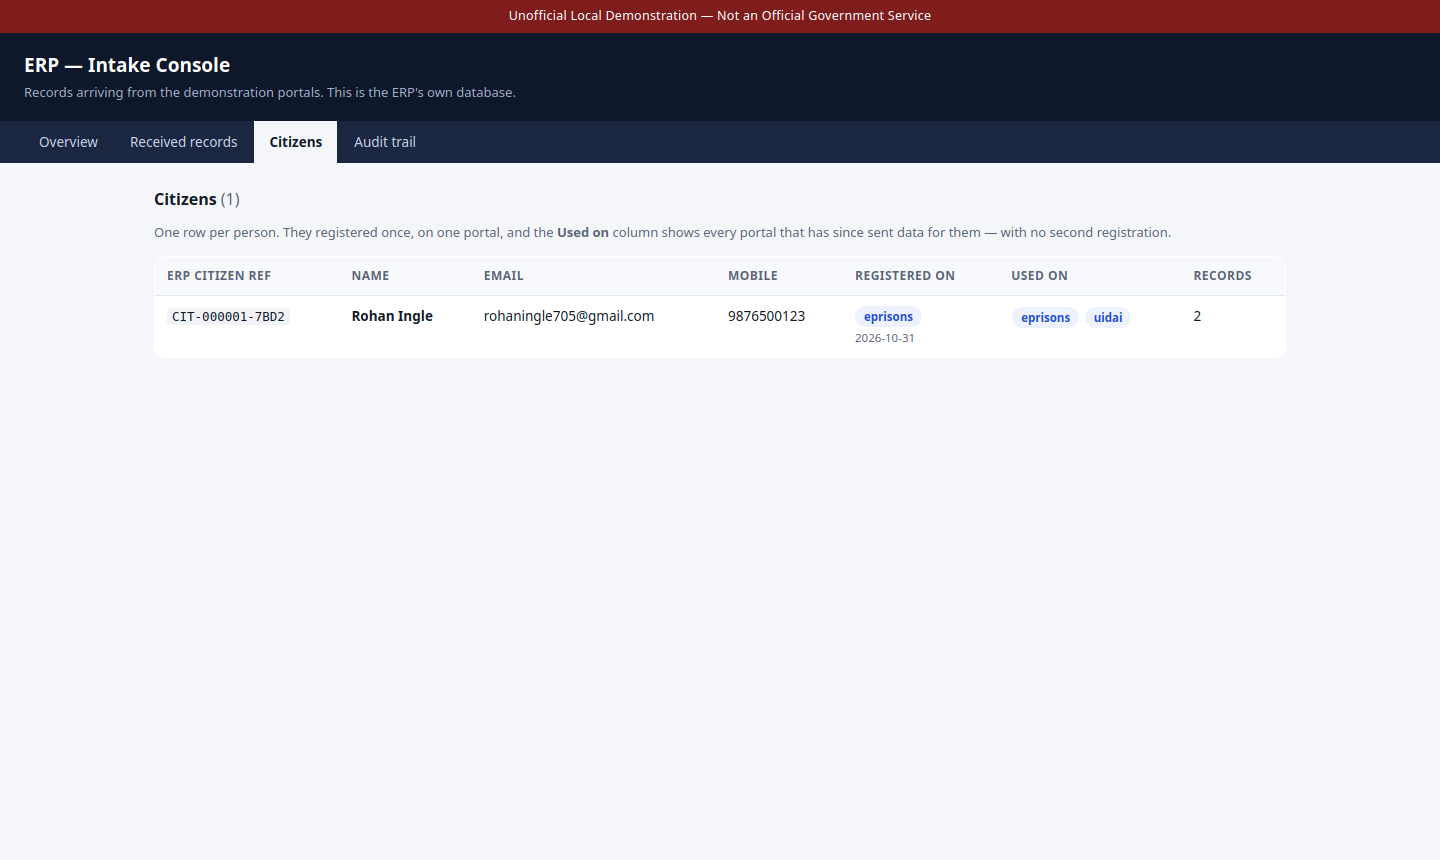 Unofficial Local Demonstration — Not an Official Government Service
ERP — Intake Console
Records arriving from the demonstration portals. This is the ERP's own database.
Overview Received records Citizens Audit trail
Citizens (1)
One row per person. They registered once, on one portal, and the Used on column shows every portal that has since sent data for them — with no second registration.
ERP CITIZEN REF NAME EMAIL MOBILE REGISTERED ON USED ON RECORDS
CIT-000001-7BD2 Rohan Ingle rohaningle705@gmail.com 9876500123 eprisons eprisons uidai 2
2026-10-31